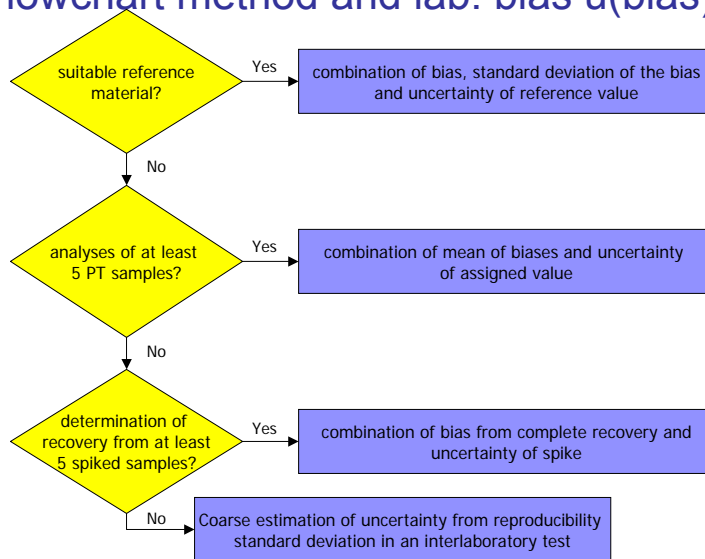 lowchart method and lab: bias u(bias)
suitable reference
material?
Yes
combination of bias, standard deviation of the bias
and uncertainty of reference value
No
analyses of at least
5 PT samples?
Yes
combination of mean of biases and uncertainty
of assigned value
No
determination of
recovery from at least
5 spiked samples?
Yes
combination of bias from complete recovery and
uncertainty of spike
No
Coarse estimation of uncertainty from reproducibility
standard deviation in an interlaboratory test